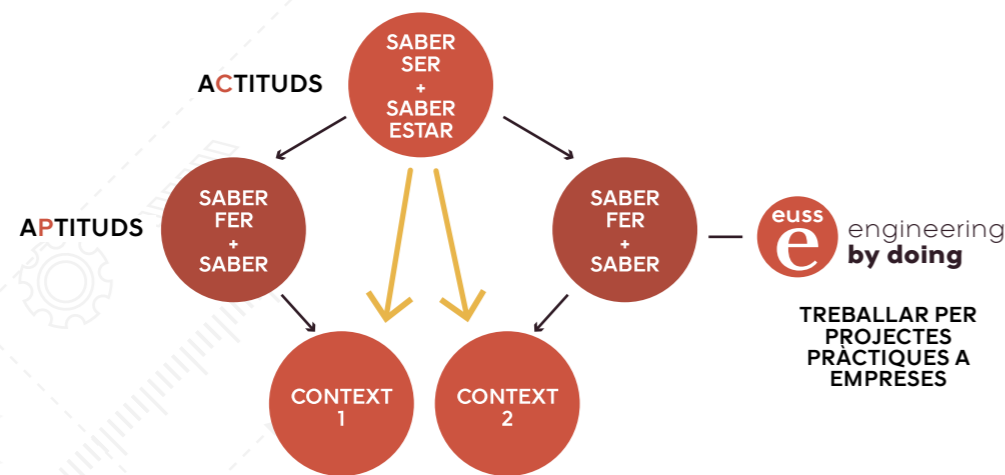 SABER
SER
+
SABER
ESTAR
ACTITUDS
APTITUDS
SABER
FER
+
SABER
SABER
FER
+
SABER
euss
e
engineering
by doing
TREBALLAR PER
PROJECTES
PRÀCTIQUES A
EMPRESES
CONTEXT
1
CONTEXT
2